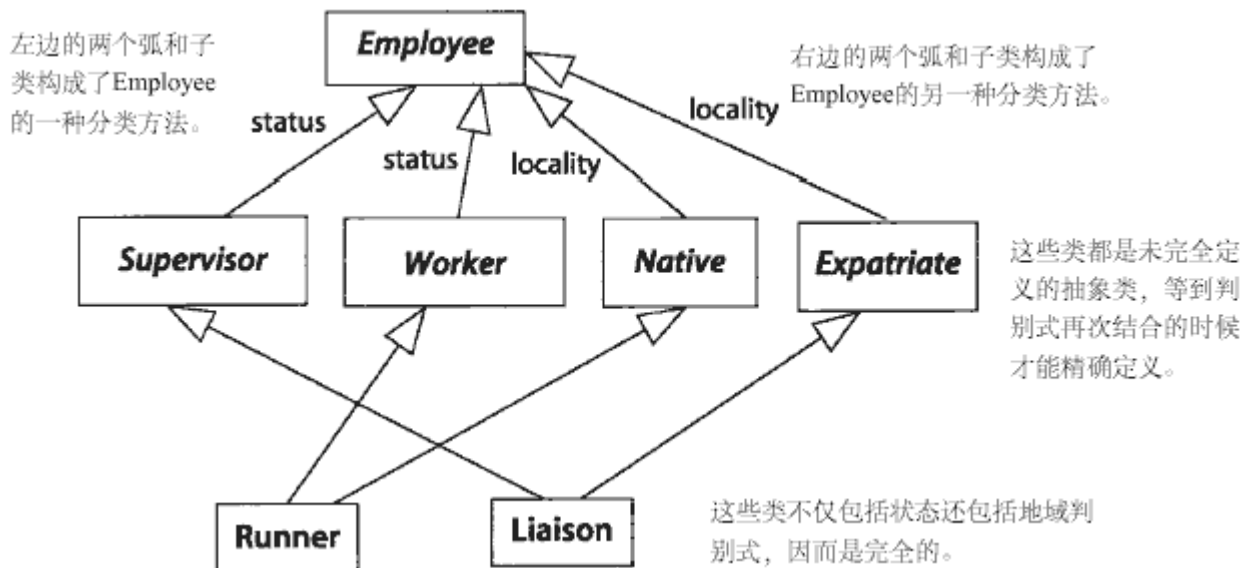 左边的两个弧和子
类构成了Employee
的一种分类方法。
Employee
右边的两个弧和子类构成了
Employee的另一种分类方法。
status
status
locality
locality
Supervisor
Worker
Native
Expatriate
这些类都是未完全定
义的抽象类，等到判
别式再次结合的时候
才能精确定义。
Runner
Liaison
这些类不仅包括状态还包括地域判
别式，因而是完全的。